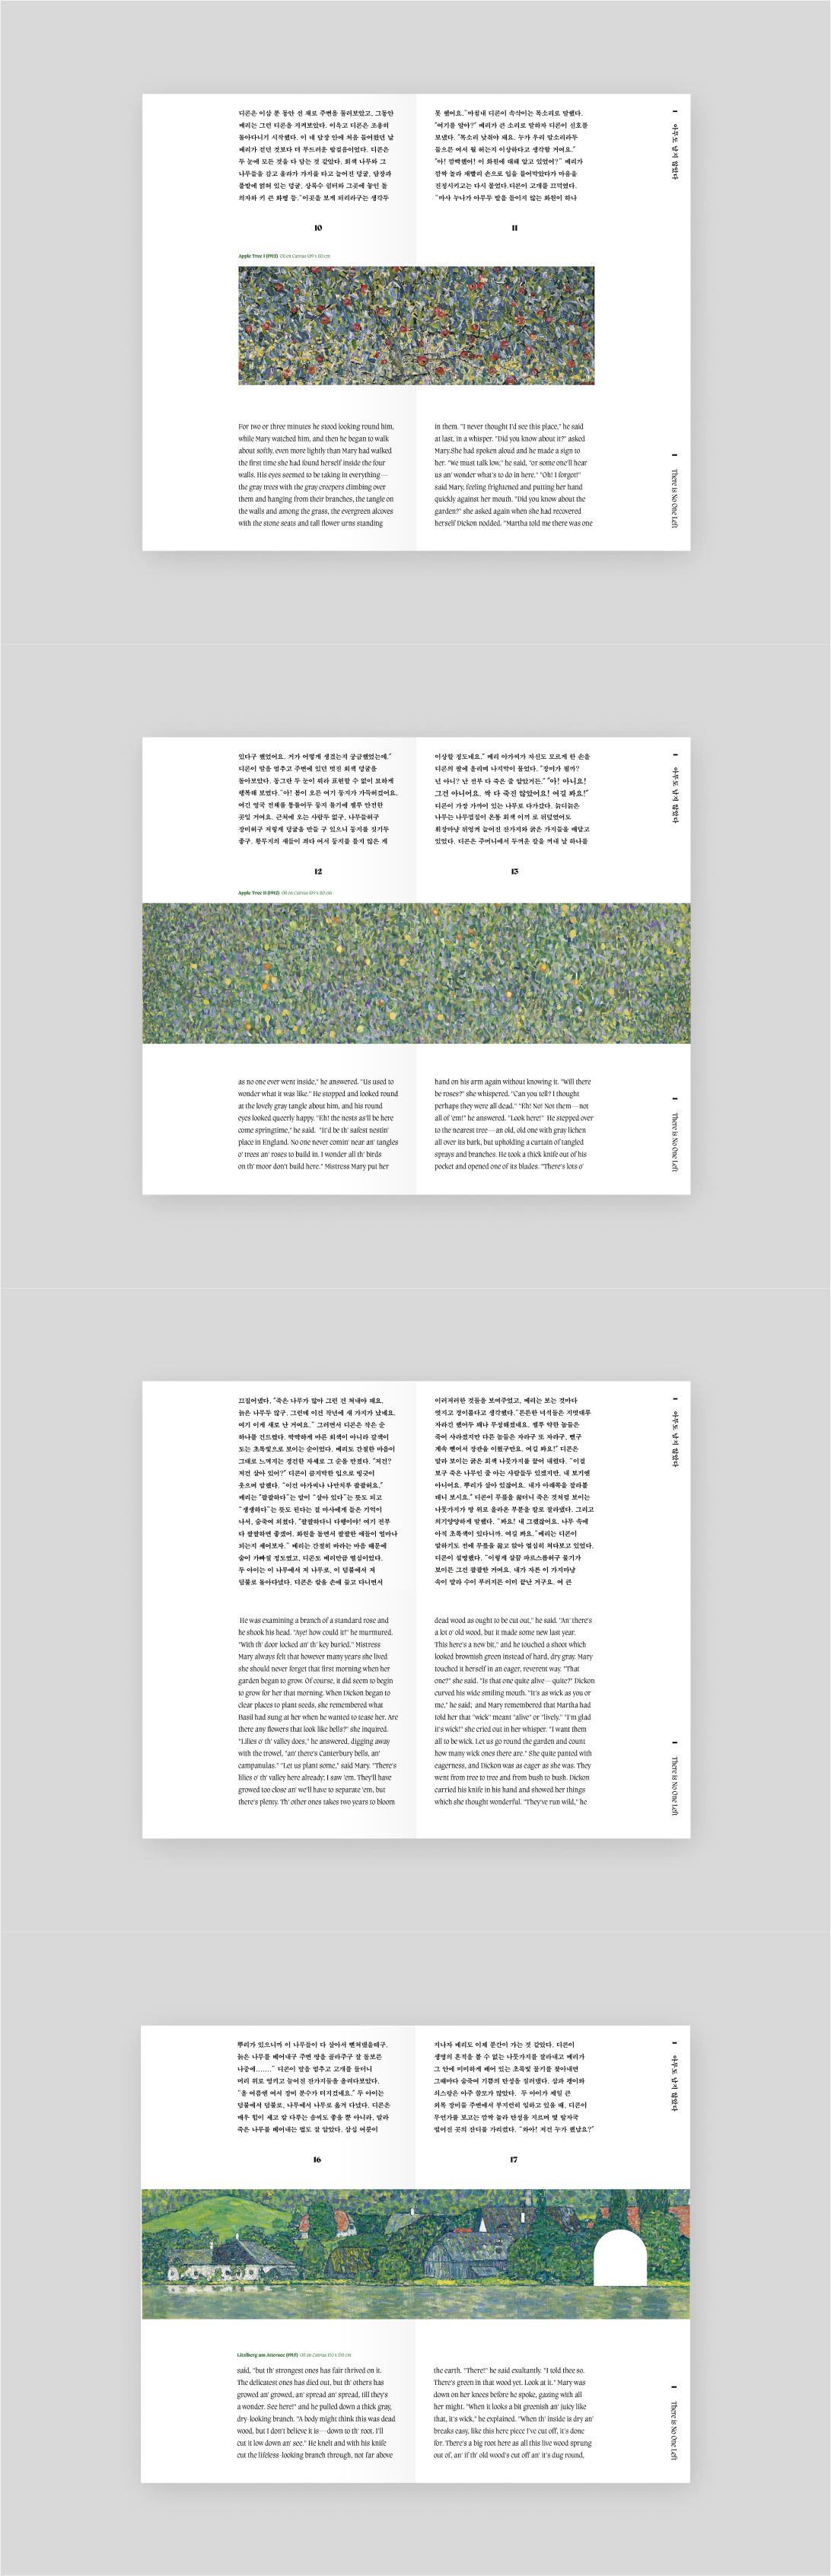 디콘은 이삼 분 동안 선 채로 주변을 둘러보았고, 그동안
메리는 그런 디콘을 지켜보았다. 이윽고 디콘은 조용히
돌아다니기 시작했다. 이 네 담장 안에 처음 들어왔던 날
메리가 걷던 것보다 더 부드러운 발걸음이었다. 디콘은
두 눈에 모든 것을 다 담는 것 같았다. 회색 나무와 그
나무들을 감고 올라가 가지를 타고 늘어진 덩굴, 담장과
풀밭에 얽혀 있는 덩굴, 상록수 쉼터와 그곳에 놓인 돌
의자와 키 큰 화병 등. "이곳을 보게 되리라구는 생각두
못 했어요." 마침내 디콘이 속삭이는 목소리로 말했다.
"여기를 알아?" 메리가 큰 소리로 말하자 디콘이 신호를
보냈다. "목소리 낮춰야 돼요. 누가 우리 말소리라두
들으믄 여서 뭘 하는지 이상하다고 생각할 거여요."
"아! 깜빡했어! 이 화원에 대해 알고 있었어?" 메리가
깜짝 놀라 재빨리 손으로 입을 틀어막았다가 마음을
진정시키고는 다시 물었다. 디콘이 고개를 끄덕였다.
"마사 누나가 아무두 발을 들이지 않는 화원이 하나
10
11
아무도 남지 않았다
Apple Tree I (1912) Oil on Canvas 109 x 110 cm
For two or three minutes he stood looking round him,
while Mary watched him, and then he began to walk
about softly, even more lightly than Mary had walked
the first time she had found herself inside the four
walls. His eyes seemed to be taking in everything—
the gray trees with the gray creepers climbing over
them and hanging from their branches, the tangle on
the walls and among the grass, the evergreen alcoves
with the stone seats and tall flower urns standing
in them. "I never thought I'd see this place," he said
at last, in a whisper. "Did you know about it?" asked
Mary.She had spoken aloud and he made a sign to
her. "We must talk low," he said, "or some one'll hear
us an' wonder what's to do in here." "Oh! I forgot!"
said Mary, feeling frightened and putting her hand
quickly against her mouth. "Did you know about the
garden?" she asked again when she had recovered
herself Dickon nodded. "Martha told me there was one
There is No One Left
있다구 했었어요. 거가 어떻게 생겼는지 궁금했었는데."
디콘이 말을 멈추고 주변에 있던 멋진 회색 덩굴을
돌아보았다. 동그란 두 눈이 뭐라 표현할 수 없이 묘하게
행복해 보였다. "아! 봄이 오믄 여기 둥지가 가득하겠어요.
여긴 영국 전체를 통틀어두 둥지 틀기에 젤루 안전한
곳일 거여요. 근처에 오는 사람두 없구, 나무들하구
장미하구 저렇게 덩굴을 만들 구 있으니 둥지를 짓기두
좋구. 황무지의 새들이 죄다 여서 둥지를 틀지 않은 게
이상할 정도네요." 메리 아가씨가 자신도 모르게 한 손을
디콘의 팔에 올리며 나지막이 물었다. "장미가 필까?
넌 아니? 난 전부 다 죽은 줄 알았거든." "아! 아니요!
그건 아니어요. 싹 다 죽진 않았어요! 여길 봐요!"
디콘이 가장 가까이 있는 나무로 다가갔다. 늙디늙은
나무는 나무껍질이 온통 회색 이끼 로 뒤덮였어도
휘장마냥 뒤엉켜 늘어진 잔가지와 굵은 가지들을 매달고
있었다. 디콘은 주머니에서 두꺼운 칼을 꺼내 날 하나를
12
13
아무도 남지 않았다
Apple Tree II (1912) Oil on Canvas 109 x 110 cm
as no one ever went inside," he answered. "Us used to
wonder what it was like." He stopped and looked round
at the lovely gray tangle about him, and his round
eyes looked queerly happy. "Eh! the nests as'll be here
come springtime," he said. "It'd be th' safest nestin'
place in England. No one never comin' near an' tangles
o' trees an' roses to build in. I wonder all th' birds
on th' moor don't build here." Mistress Mary put her
hand on his arm again without knowing it. "Will there
be roses?" she whispered. "Can you tell? I thought
perhaps they were all dead." "Eh! No! Not them—not
all of 'em!" he answered. "Look here!" He stepped over
to the nearest tree—an old, old one with gray lichen
all over its bark, but upholding a curtain of tangled
sprays and branches. He took a thick knife out of his
pocket and opened one of its blades. "There's lots o'
There is No One Left
끄집어냈다. "죽은 나무가 많아 그런 건 쳐내야 돼요.
늙은 나무두 많구, 그런데 이건 작년에 새 가지가 났네요.
여기 이게 새로 난 거여요." 그러면서 디콘은 작은 순
하나를 건드렸다. 딱딱하게 마른 회색이 아니라 갈색이
도는 초록빛으로 보이는 순이었다. 메리도 간절한 마음이
그대로 느껴지는 경건한 자세로 그 순을 만졌다. "저건?
저건 살아 있어?" 디콘이 큼지막한 입으로 빙긋이
웃으며 말했다. "이건 아가씨나 나만치루 팔팔허요."
메리는 "팔팔하다"는 말이 "살아 있다"는 뜻도 되고
"생생하다"는 뜻도 된다는 걸 마사에게 들은 기억이
나서, 숨죽여 외쳤다. "팔팔하다니 다행이야! 여기 전부
다 팔팔하면 좋겠어. 화원을 돌면서 팔팔한 애들이 얼마나
되는지 세어보자." 메리는 간절히 바라는 마음 때문에
숨이 가빠질 정도였고, 디콘도 메리만큼 열심이었다.
두 아이는 이 나무에서 저 나무로, 이 덤불에서 저
덤불로 돌아다녔다. 디콘은 칼을 손에 들고 다니면서
이러저러한 것들을 보여주었고, 메리는 보는 것마다
멋지고 경이롭다고 생각했다. "튼튼한 녀석들은 지멋대루
자라긴 했어두 꽤나 무성해졌네요. 젤루 약한 놈들은
죽어 사라졌지만 다른 놈들은 자라구 또 자라구, 뻗구
계속 뻗어서 장관을 이뤘구만요. 여길 봐요!" 디콘은
말라 보이는 굵은 회색 나뭇가지를 끌어 내렸다. "이걸
보구 죽은 나무인 줄 아는 사람들두 있겠지만, 내 보기엔
아니어요. 뿌리가 살아 있잖어요. 내가 아래쪽을 잘라볼
테니 보시요." 디콘이 무릎을 꿇더니 죽은 것처럼 보이는
나뭇가지가 땅 위로 올라온 부분을 칼로 잘라냈다. 그리고
의기양양하게 말했다. "봐요! 내 그랬잖어요. 나무 속에
아직 초록색이 있다니까. 여길 봐요." 메리는 디콘이
말하기도 전에 무릎을 꿇고 앉아 열심히 쳐다보고 있었다.
디콘이 설명했다. "이렇게 살짝 파르스름하구 물기가
보이믄 그건 팔팔한 거여요. 내가 자른 이 가지마냥
속이 말라 수이 부러지믄 이미 끝난 거구요. 여 큰
아무도 남지 않았다
He was examining a branch of a standard rose and
he shook his head. "Aye! how could it!" he murmured.
"With th' door locked an' th' key buried." Mistress
Mary always felt that however many years she lived
she should never forget that first morning when her
garden began to grow. Of course, it did seem to begin
to grow for her that morning. When Dickon began to
clear places to plant seeds, she remembered what
Basil had sung at her when he wanted to tease her. Are
there any flowers that look like bells?" she inquired.
"Lilies o' th' valley does," he answered, digging away
with the trowel, "an' there's Canterbury bells, an'
campanulas." "Let us plant some," said Mary. "There's
lilies o' th' valley here already; I saw 'em. They'll have
growed too close an' we'll have to separate 'em, but
there's plenty. Th' other ones takes two years to bloom
dead wood as ought to be cut out," he said. "An' there's
a lot o' old wood, but it made some new last year.
This here's a new bit," and he touched a shoot which
looked brownish green instead of hard, dry gray. Mary
touched it herself in an eager, reverent way. "That
one?" she said. "Is that one quite alive—quite?" Dickon
curved his wide smiling mouth. "It's as wick as you or
me," he said; and Mary remembered that Martha had
told her that "wick" meant "alive" or "lively." "I'm glad
it's wick!" she cried out in her whisper. "I want them
all to be wick. Let us go round the garden and count
how many wick ones there are." She quite panted with
eagerness, and Dickon was as eager as she was. They
went from tree to tree and from bush to bush. Dickon
carried his knife in his hand and showed her things
which she thought wonderful. "They've run wild," he
There is No One Left
뿌리가 있으니까 이 나무들이 다 살아서 뻗쳐댔을테구,
늙은 나무를 베어내구 주변 땅을 골라주구 잘 돌보믄
나중에......." 디콘이 말을 멈추고 고개를 들더니
머리 위로 엉키고 늘어진 잔가지들을 올려다보았다.
"올 여름엔 여서 장미 분수가 터지겠네요." 두 아이는
덤불에서 덤불로, 나무에서 나무로 옮겨 다녔다. 디콘은
매우 힘이 세고 칼 다루는 솜씨도 좋을 뿐 아니라, 말라
죽은 나무를 베어내는 법도 잘 알았다. 삼십 여분이
지나자 메리도 이제 분간이 가는 것 같았다. 디콘이
생명의 흔적을 볼 수 없는 나뭇가지를 잘라내고 메리가
그 안에 미미하게 배어 있는 초록빛 물기를 찾아내면
그때마다 숨죽여 기쁨의 탄성을 질러댔다. 삽과 괭이와
쇠스랑은 아주 쓸모가 많았다. 두 아이가 제일 큰
외목 장미들 주변에서 부지런히 일하고 있을 때, 디콘이
무언가를 보고는 깜짝 놀라 탄성을 지르며 몇 발자국
떨어진 곳의 잔디를 가리켰다. "와아! 저건 누가 했남요?"
16
17
아무도 남지 않았다
Litzlberg am Attersee (1915) Oil on Canvas 110 x 110 cm
said, "but th' strongest ones has fair thrived on it.
The delicatest ones has died out, but th' others has
growed an' growed, an' spread an' spread, till they's
a wonder. See here!" and he pulled down a thick gray,
dry-looking branch. "A body might think this was dead
wood, but I don't believe it is—down to th' root. I'll
cut it low down an' see." He knelt and with his knife
cut the lifeless-looking branch through, not far above
the earth. "There!" he said exultantly. "I told thee so.
There's green in that wood yet. Look at it." Mary was
down on her knees before he spoke, gazing with all
her might. "When it looks a bit greenish an' juicy like
that, it's wick," he explained. "When th' inside is dry an'
breaks easy, like this here piece I've cut off, it's done
for. There's a big root here as all this live wood sprung
out of, an' if th' old wood's cut off an' it's dug round,
There is No One Left